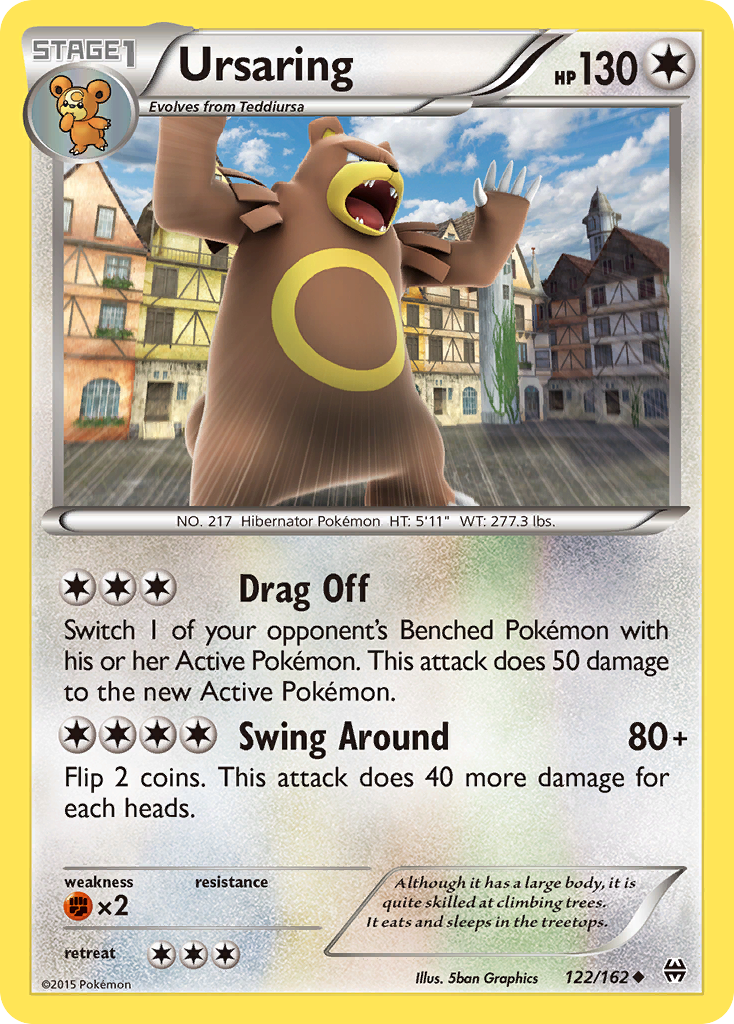 STAGE1
Ursaring
HP130
Evolves from Teddiursa
NO. 217 Hibernator Pokémon HT: 5'11" WT: 277.3 lbs.
Drag Off
Switch 1 of your opponent's Benched Pokémon with
his or her Active Pokémon. This attack does 50 damage
to the new Active Pokémon.
Swing Around 80+
Flip 2 coins. This attack does 40 more damage for
each heads.
weakness resistance
×2
retreat
Although it has a large body, it is
quite skilled at climbing trees.
It eats and sleeps in the treetops.
©2015 Pokémon
Illus. 5ban Graphics 122/162